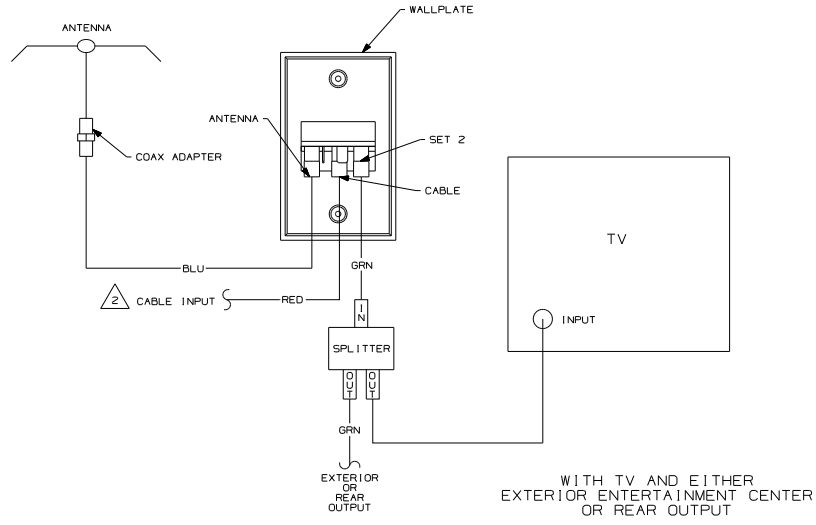 WALLPLATE
ANTENNA
ANTENNA
SET 2
COAX ADAPTER
CABLE
TV
BLU
GRN
2 CABLE INPUT
RED
IN
INPUT
SPLITTER
OUT
OUT
GRN
EXTERIOR
OR
REAR
OUTPUT
WITH TV AND EITHER
EXTERIOR ENTERTAINMENT CENTER
OR REAR OUTPUT